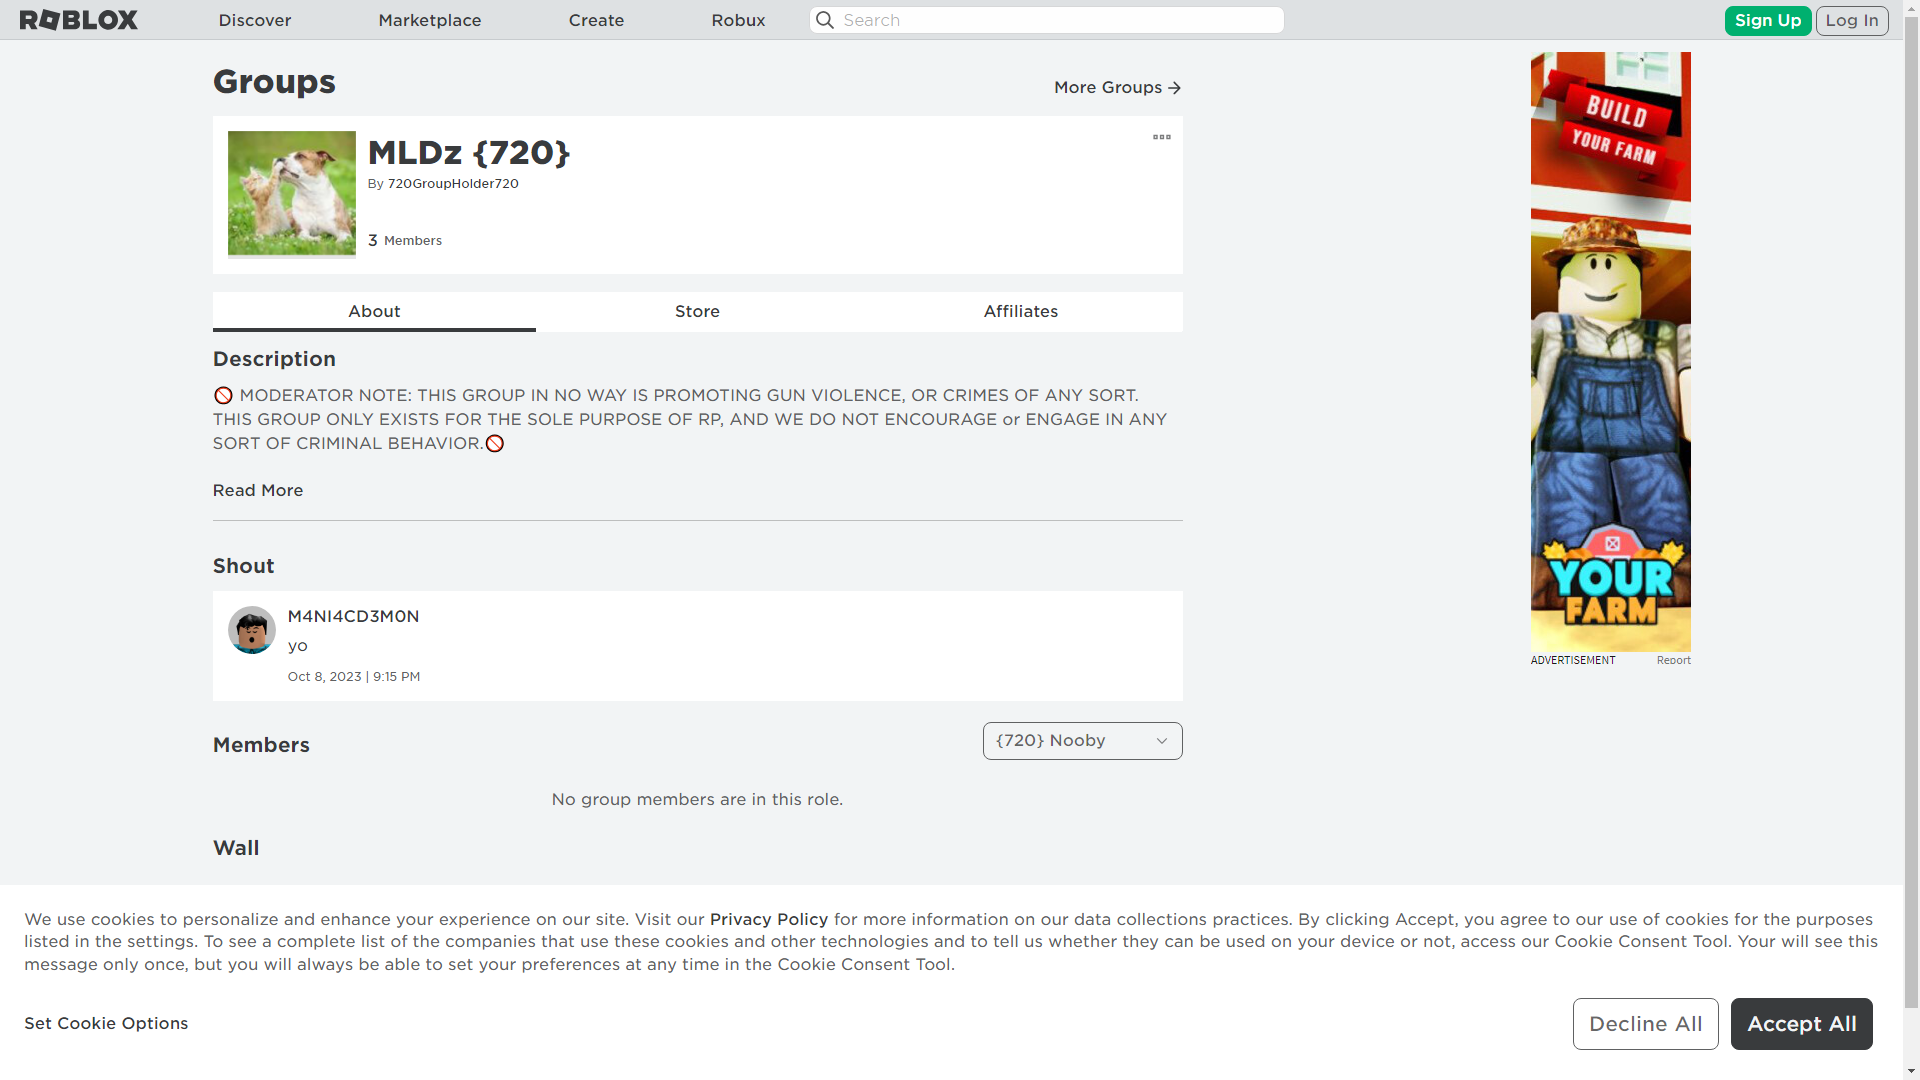 ROBLOX
Discover
Marketplace
Create
Robux
Search
Sign Up
Log In
Groups
More Groups
MLDz {720}
By 720GroupHolder720
3 Members
About
Store
Affiliates
Description
🚫 MODERATOR NOTE: THIS GROUP IN NO WAY IS PROMOTING GUN VIOLENCE, OR CRIMES OF ANY SORT.
THIS GROUP ONLY EXISTS FOR THE SOLE PURPOSE OF RP, AND WE DO NOT ENCOURAGE or ENGAGE IN ANY
SORT OF CRIMINAL BEHAVIOR.🚫
Read More
Shout
M4NI4CD3M0N
yo
Oct 8, 2023 | 9:15 PM
Members
{720} Nooby
No group members are in this role.
Wall
BUILD
YOUR FARM
YOUR
FARM
ADVERTISEMENT
Report
We use cookies to personalize and enhance your experience on our site. Visit our Privacy Policy for more information on our data collections practices. By clicking Accept, you agree to our use of cookies for the purposes
listed in the settings. To see a complete list of the companies that use these cookies and other technologies and to tell us whether they can be used on your device or not, access our Cookie Consent Tool. Your will see this
message only once, but you will always be able to set your preferences at any time in the Cookie Consent Tool.
Set Cookie Options
Decline All
Accept All